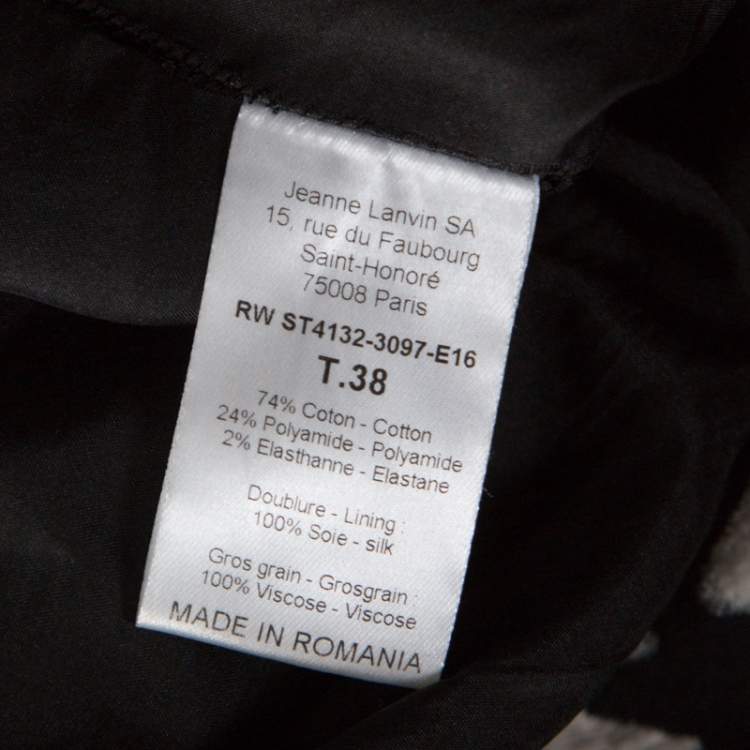 Jeanne Lanvin SA
15, rue du Faubourg
Saint-Honoré
75008 Paris
RW ST4132-3097-E16
T.38
74% Coton - Cotton
24% Polyamide - Polyamide
2% Elasthanne - Elastane
Doublure - Lining :
100% Soie - silk
Gros grain - Grosgrain :
100% Viscose - Viscose
MADE IN ROMANIA